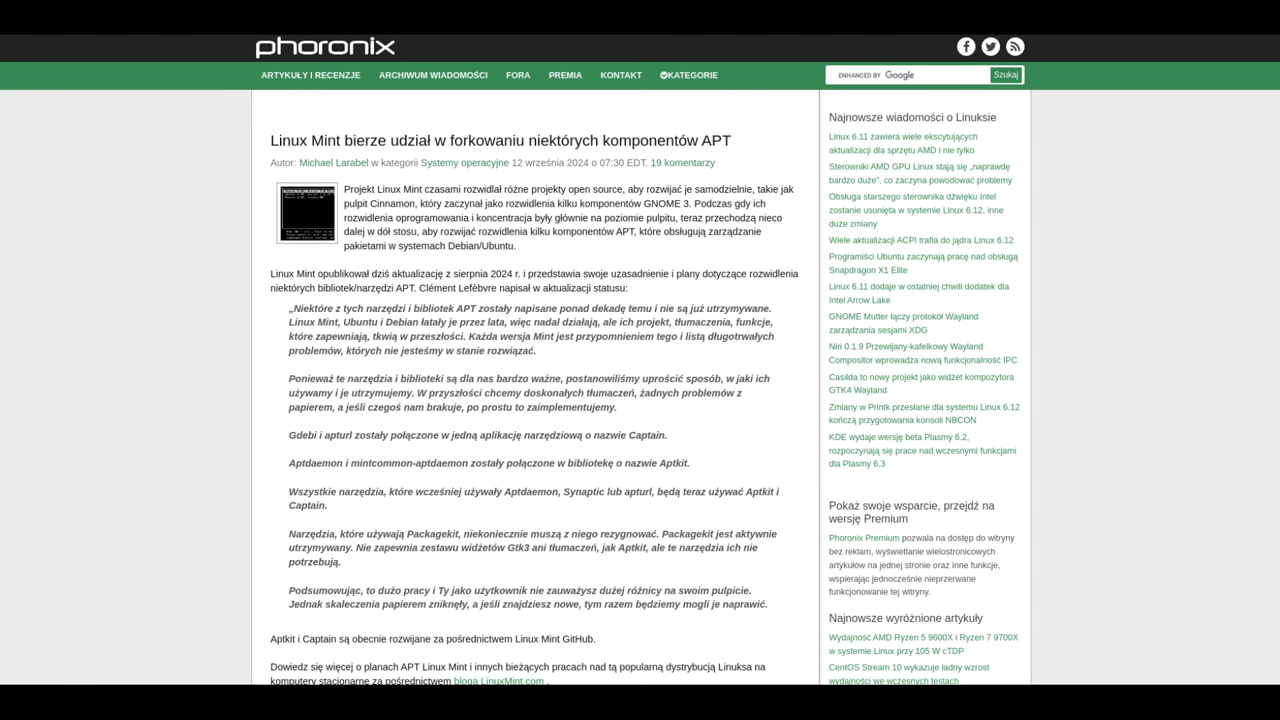 phoronix
ARTYKUŁY I RECENZJE ARCHIWUM WIADOMOŚCI FORA PREMIA KONTAKT KATEGORIE
ENHANCED BY Google Szukaj
Linux Mint bierze udział w forkowaniu niektórych komponentów APT
Autor: Michael Larabel w kategorii Systemy operacyjne 12 września 2024 o 07:30 EDT. 19 komentarzy
Projekt Linux Mint czasami rozwidlał różne projekty open source, aby rozwijać je samodzielnie, takie jak
pulpit Cinnamon, który zaczynał jako rozwidlenia kilku komponentów GNOME 3. Podczas gdy ich
rozwidlenia oprogramowania i koncentracja były głównie na poziomie pulpitu, teraz przechodzą nieco
dalej w dół stosu, aby rozwijać rozwidlenia kilku komponentów APT, które obsługują zarządzanie
pakietami w systemach Debian/Ubuntu.
Linux Mint opublikował dziś aktualizację z sierpnia 2024 r. i przedstawia swoje uzasadnienie i plany dotyczące rozwidlenia
niektórych bibliotek/narzędzi APT. Clément Lefèbvre napisał w aktualizacji statusu:
„Niektóre z tych narzędzi i bibliotek APT zostały napisane ponad dekadę temu i nie są już utrzymywane.
Linux Mint, Ubuntu i Debian łatały je przez lata, więc nadal działają, ale ich projekt, tłumaczenia, funkcje,
które zapewniają, tkwią w przeszłości. Każda wersja Mint jest przypomnieniem tego i listą długotrwałych
problemów, których nie jesteśmy w stanie rozwiązać.
Ponieważ te narzędzia i biblioteki są dla nas bardzo ważne, postanowiliśmy uprościć sposób, w jaki ich
używamy i je utrzymujemy. W przyszłości chcemy doskonałych tłumaczeń, żadnych problemów z
papierem, a jeśli czegoś nam brakuje, po prostu to zaimplementujemy.
Gdebi i apturl zostały połączone w jedną aplikację narzędziową o nazwie Captain.
Aptdaemon i mintcommon-aptdaemon zostały połączone w bibliotekę o nazwie Aptkit.
Wszystkie narzędzia, które wcześniej używały Aptdaemon, Synaptic lub apturl, będą teraz używać Aptkit i
Captain.
Narzędzia, które używają Packagekit, niekoniecznie muszą z niego rezygnować. Packagekit jest aktywnie
utrzymywany. Nie zapewnia zestawu widżetów Gtk3 ani tłumaczeń, jak Aptkit, ale te narzędzia ich nie
potrzebują.
Podsumowując, to dużo pracy i Ty jako użytkownik nie zauważysz dużej różnicy na swoim pulpicie.
Jednak skaleczenia papierem zniknęły, a jeśli znajdziesz nowe, tym razem będziemy mogli je naprawić.
Aptkit i Captain są obecnie rozwijane za pośrednictwem Linux Mint GitHub.
Dowiedz się więcej o planach APT Linux Mint i innych bieżących pracach nad tą popularną dystrybucją Linuksa na
komputery stacjonarne za pośrednictwem bloga LinuxMint.com .
Najnowsze wiadomości o Linuksie
Linux 6.11 zawiera wiele ekscytujących
aktualizacji dla sprzętu AMD i nie tylko
Sterowniki AMD GPU Linux stają się „naprawdę
bardzo duże”, co zaczyna powodować problemy
Obsługa starszego sterownika dźwięku Intel
zostanie usunięta w systemie Linux 6.12, inne
duże zmiany
Wiele aktualizacji ACPI trafia do jądra Linux 6.12
Programiści Ubuntu zaczynają pracę nad obsługą
Snapdragon X1 Elite
Linux 6.11 dodaje w ostatniej chwili dodatek dla
Intel Arrow Lake
GNOME Mutter łączy protokół Wayland
zarządzania sesjami XDG
Niri 0.1.9 Przewijany-kafelkowy Wayland
Compositor wprowadza nową funkcjonalność IPC
Casilda to nowy projekt jako widżet kompozytora
GTK4 Wayland
Zmiany w Printk przesłane dla systemu Linux 6.12
kończą przygotowania konsoli NBCON
KDE wydaje wersję beta Plasmy 6.2,
rozpoczynają się prace nad wczesnymi funkcjami
dla Plasmy 6.3
Pokaż swoje wsparcie, przejdź na
wersję Premium
Phoronix Premium pozwala na dostęp do witryny
bez reklam, wyświetlanie wielostronicowych
artykułów na jednej stronie oraz inne funkcje,
wspierając jednocześnie nieprzerwane
funkcjonowanie tej witryny.
Najnowsze wyróżnione artykuły
Wydajność AMD Ryzen 5 9600X i Ryzen 7 9700X
w systemie Linux przy 105 W cTDP
CentOS Stream 10 wykazuje ładny wzrost
wydajności we wczesnych testach